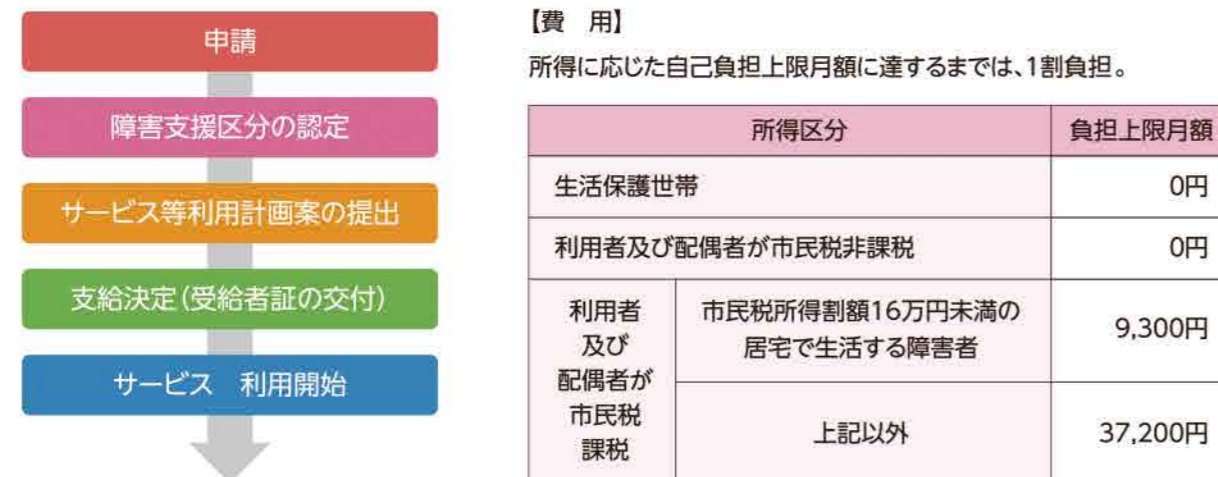 申請
障害支援区分の認定
サービス等利用計画案の提出
支給決定(受給者証の交付)
サービス　利用開始
【費　用】
所得に応じた自己負担上限月額に達するまでは、1割負担。
所得区分　負担上限月額
生活保護世帯　0円
利用者及び配偶者が市民税非課税　0円
利用者
及び
配偶者が
市民税
課税
市民税所得割額16万円未満の
居宅で生活する障害者
9,300円
上記以外　37,200円